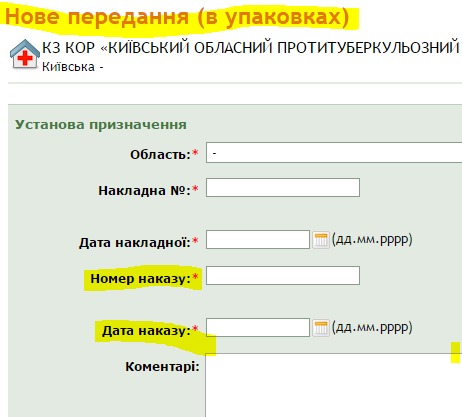 Нове передання (в упаковках)
КЗ КОР «КИЇВСЬКИЙ ОБЛАСНИЙ ПРОТИТУБЕРКУЛЬОЗНИЙ
Київська -
Установа призначення
Область:* -
Накладна №:*
Дата накладної:* (дд.мм.рррр)
Номер наказу:*
Дата наказу:* (дд.мм.рррр)
Коментарі: